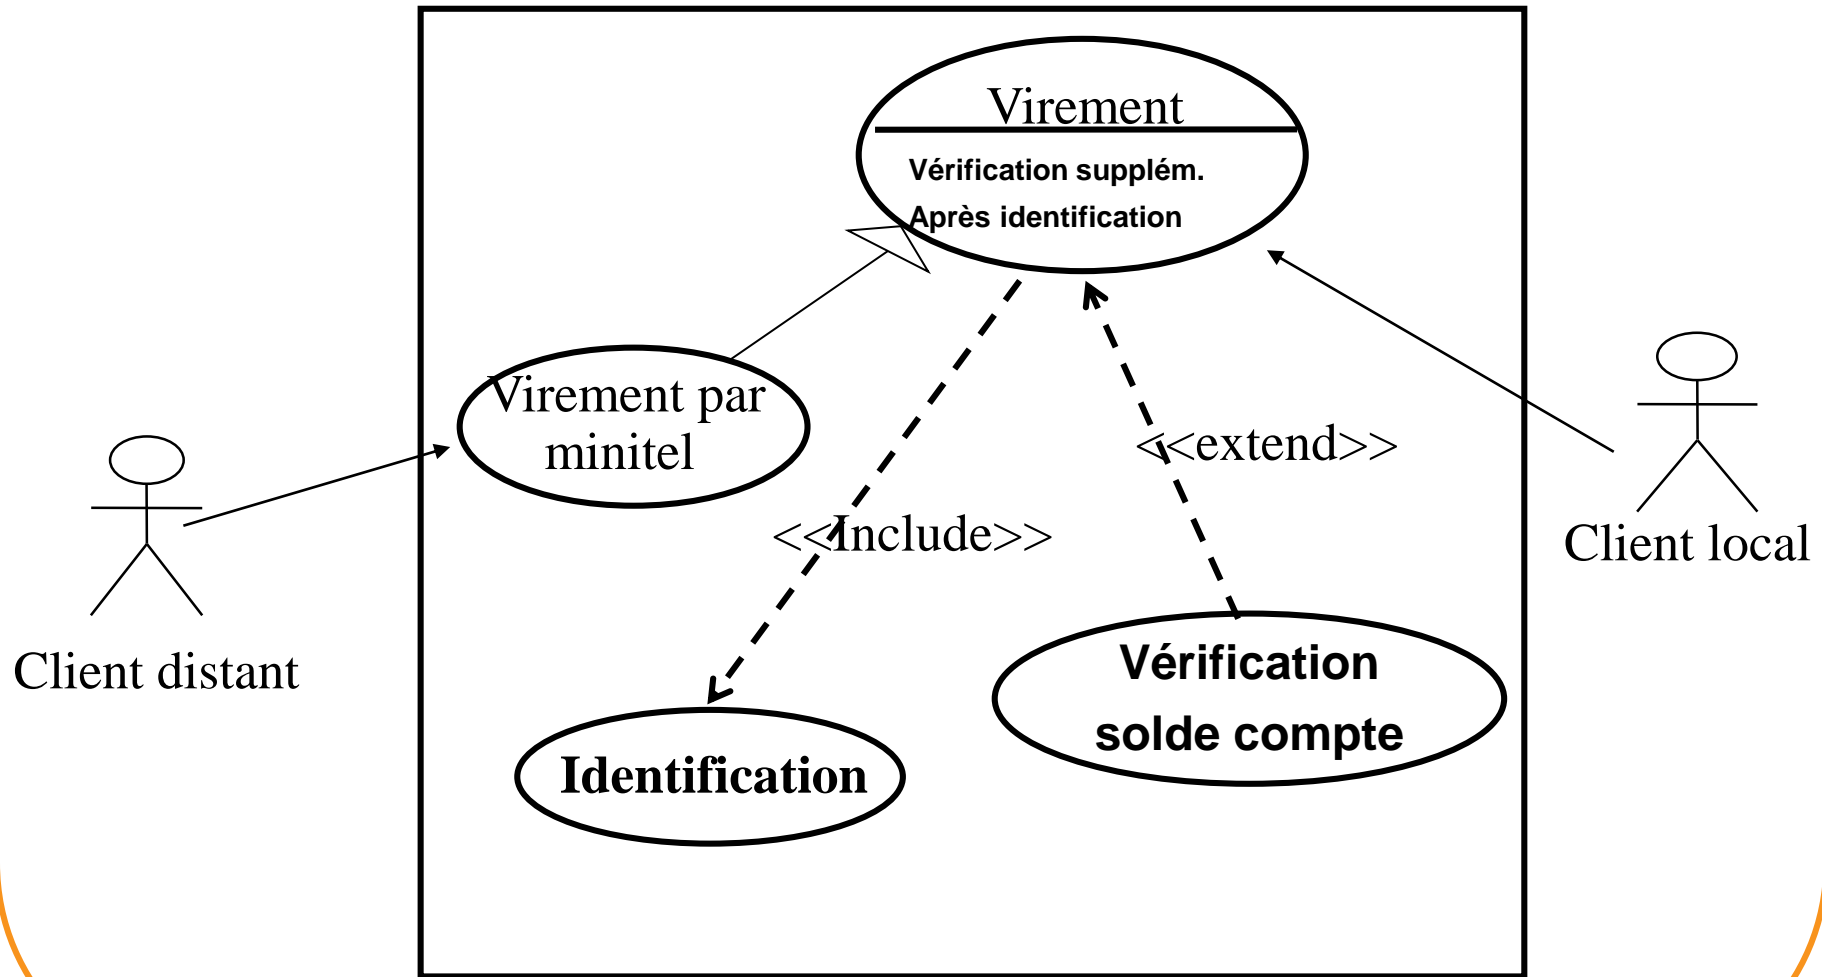 Virement
Vérification supplém.
Après identification
Virement par
minitel
<<extend>>
<<Include>>
Client local
Client distant
Vérification
solde compte
Identification